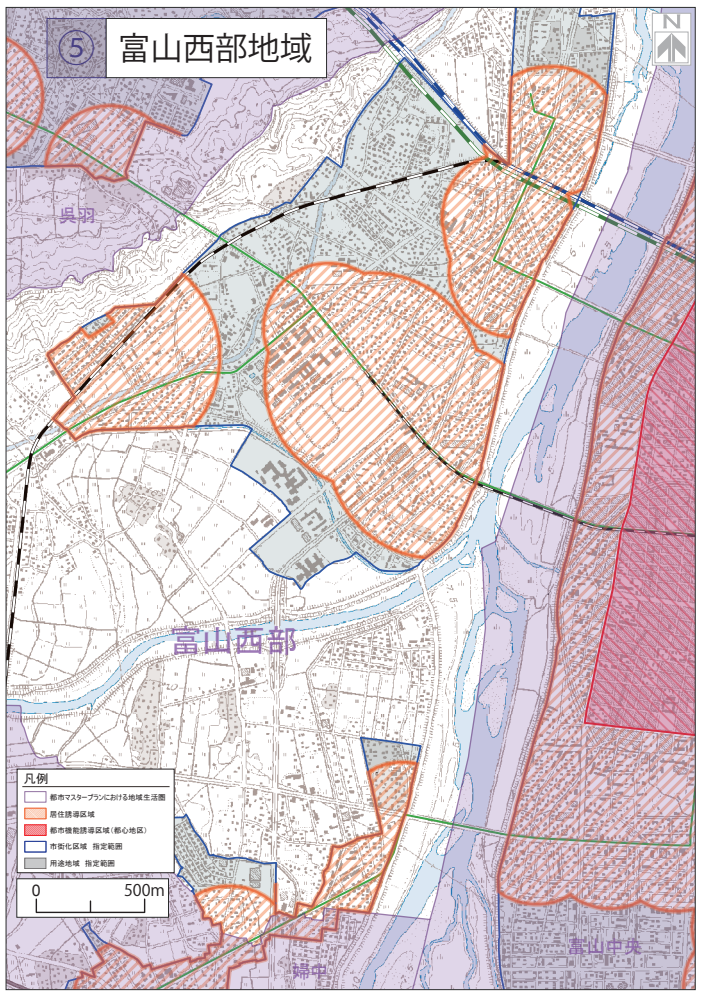 ⑤ 富山西部地域
N
呉羽
富山西部
凡例
都市マスタープランにおける地域生活圏
居住誘導区域
都市機能誘導区域(都心地区)
市街化区域 指定範囲
用途地域 指定範囲
0 500m
富山中央
婦中